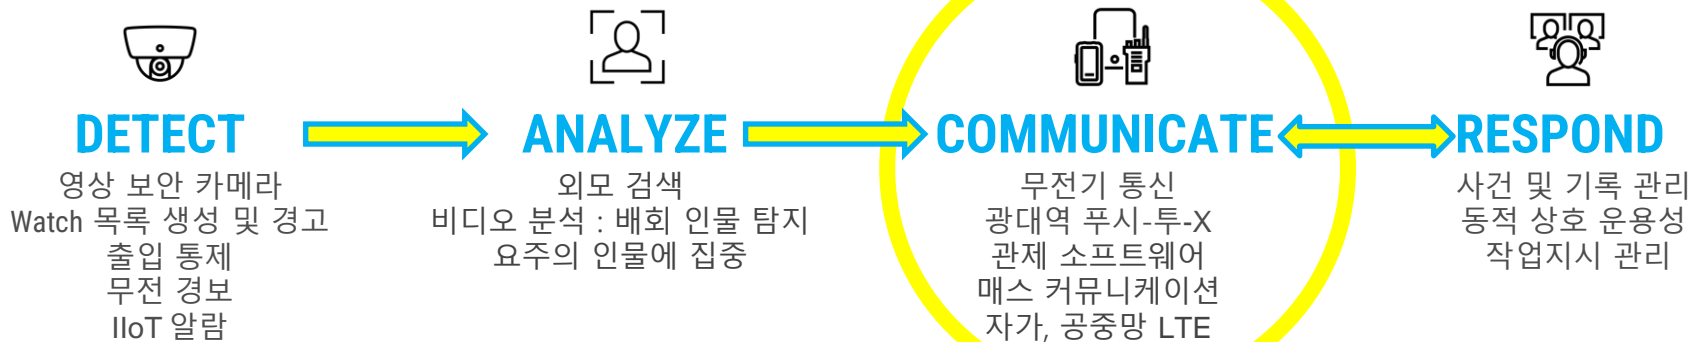 DETECT
영상 보안 카메라
Watch 목록 생성 및 경고
출입 통제
무전 경보
IIoT 알람
ANALYZE
외모 검색
비디오 분석 : 배회 인물 탐지
요주의 인물에 집중
COMMUNICATE
무전기 통신
광대역 푸시-투-X
관제 소프트웨어
매스 커뮤니케이션
자가, 공중망 LTE
RESPOND
사건 및 기록 관리
동적 상호 운용성
작업지시 관리